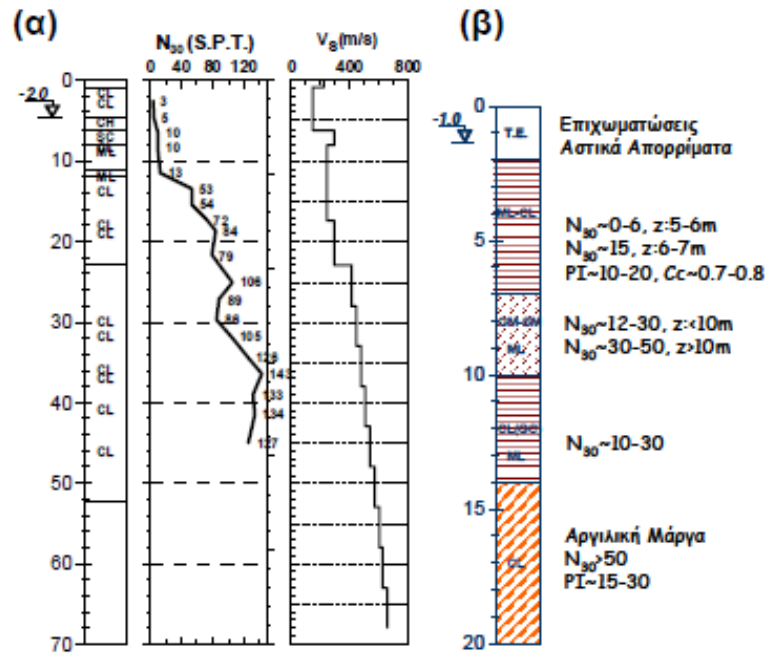 (α)
(β)
N₃₀ (S.P.T.)
Vₛ(m/s)
0 40 80 120
0 400 800
0
10
20
30
40
50
60
70
-2.0
CL
CL
CH
SC
ML
ML
CL
CL
CL
CL
CL
CL
CL
CL
CL
3
5
10
10
13
53
54
72
84
79
106
89
86
105
128
143
133
134
127
-1.0
0
5
10
15
20
T.E.
ML-CL
ML
CL/GC
ML
CL
Επιχωματώσεις
Αστικά Απορρίματα
N₃₀~0-6, z:5-6m
N₃₀~15, z:6-7m
PI~10-20, Cc~0.7-0.8
N₃₀~12-30, z:<10m
N₃₀~30-50, z>10m
N₃₀~10-30
Αργιλική Μάργα
N₃₀>50
PI~15-30